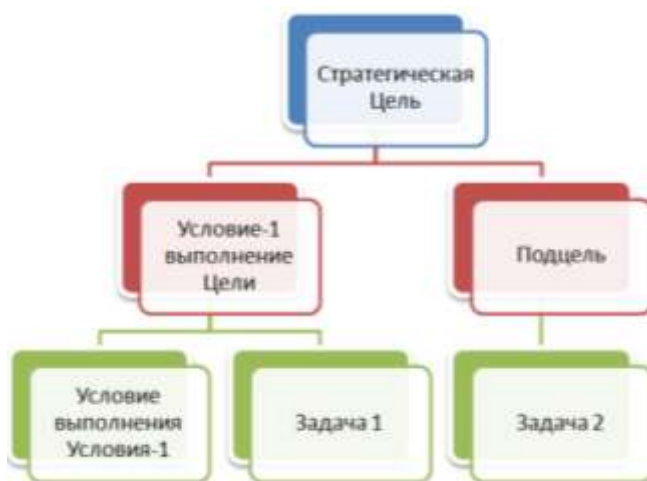 Стратегическая
Цель
Условие-1
выполнение
Цели
Подцель
Условие
выполнения
Условия-1
Задача 1
Задача 2